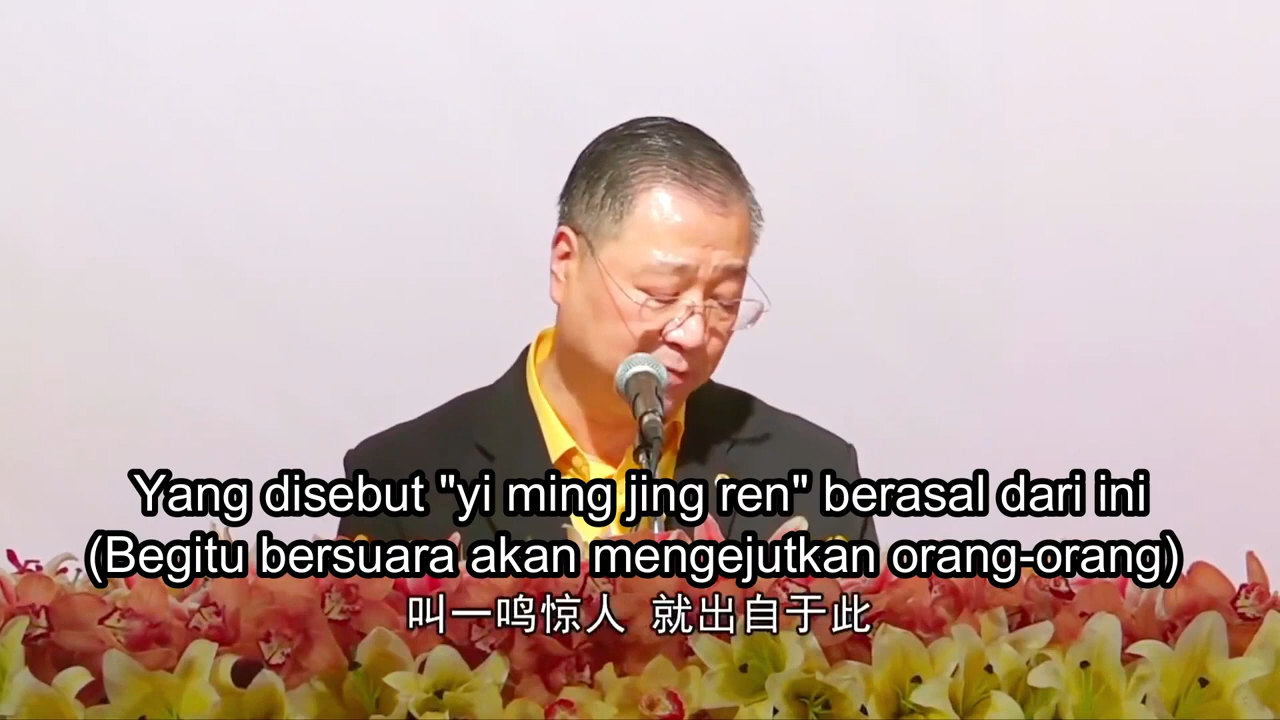 Yang disebut "yi ming jing ren" berasal dari ini
(Begitu bersuara akan mengejutkan orang-orang)
叫一鸣惊人 就出自于此